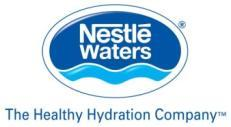 Nestlé
Waters®
The Healthy Hydration Company™